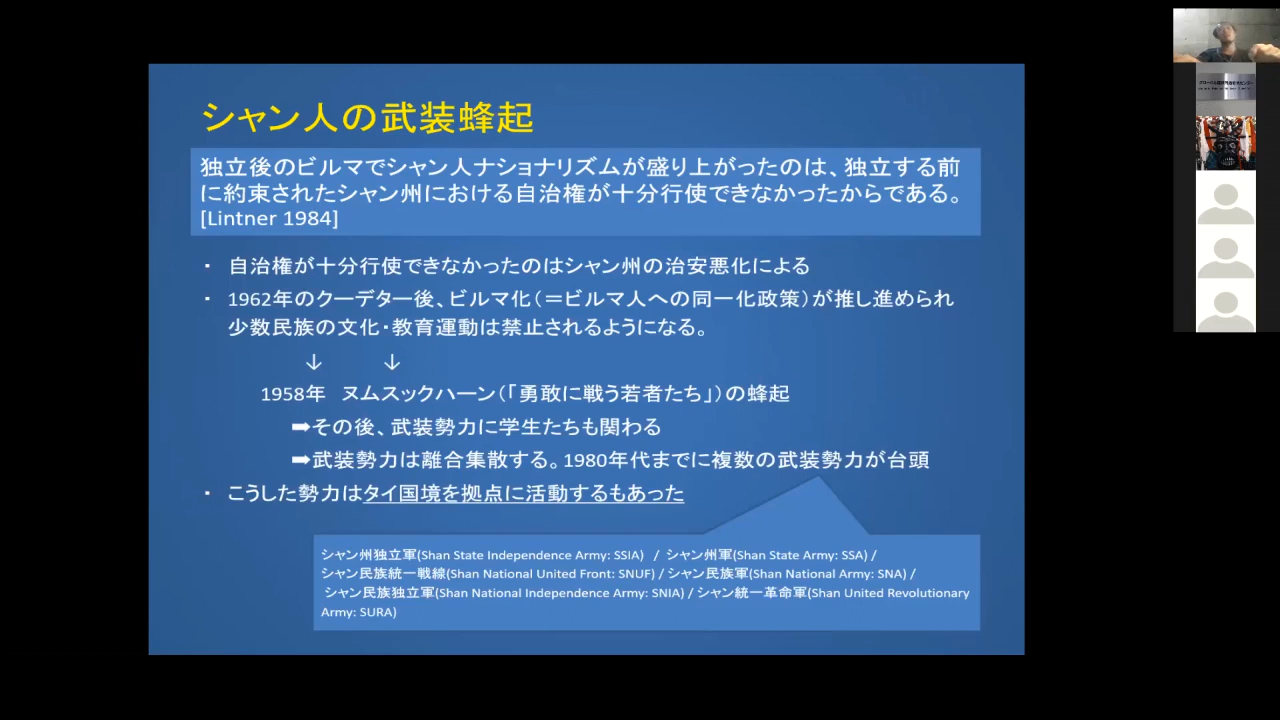 シャン人の武装蜂起
独立後のビルマでシャン人ナショナリズムが盛り上がったのは、独立する前
に約束されたシャン州における自治権が十分行使できなかったからである。
[Lintner 1984]
・ 自治権が十分行使できなかったのはシャン州の治安悪化による
・ 1962年のクーデター後、ビルマ化(＝ビルマ人への同一化政策)が推し進められ
少数民族の文化・教育運動は禁止されるようになる。
↓ ↓
1958年 ヌムスックハーン(「勇敢に戦う若者たち」)の蜂起
➡その後、武装勢力に学生たちも関わる
➡武装勢力は離合集散する。1980年代までに複数の武装勢力が台頭
・ こうした勢力はタイ国境を拠点に活動するもあった
シャン州独立軍(Shan State Independence Army: SSIA) / シャン州軍(Shan State Army: SSA) /
シャン民族統一戦線(Shan National United Front: SNUF) / シャン民族軍(Shan National Army: SNA) /
シャン民族独立軍(Shan National Independence Army: SNIA) / シャン統一革命軍(Shan United Revolutionary
Army: SURA)